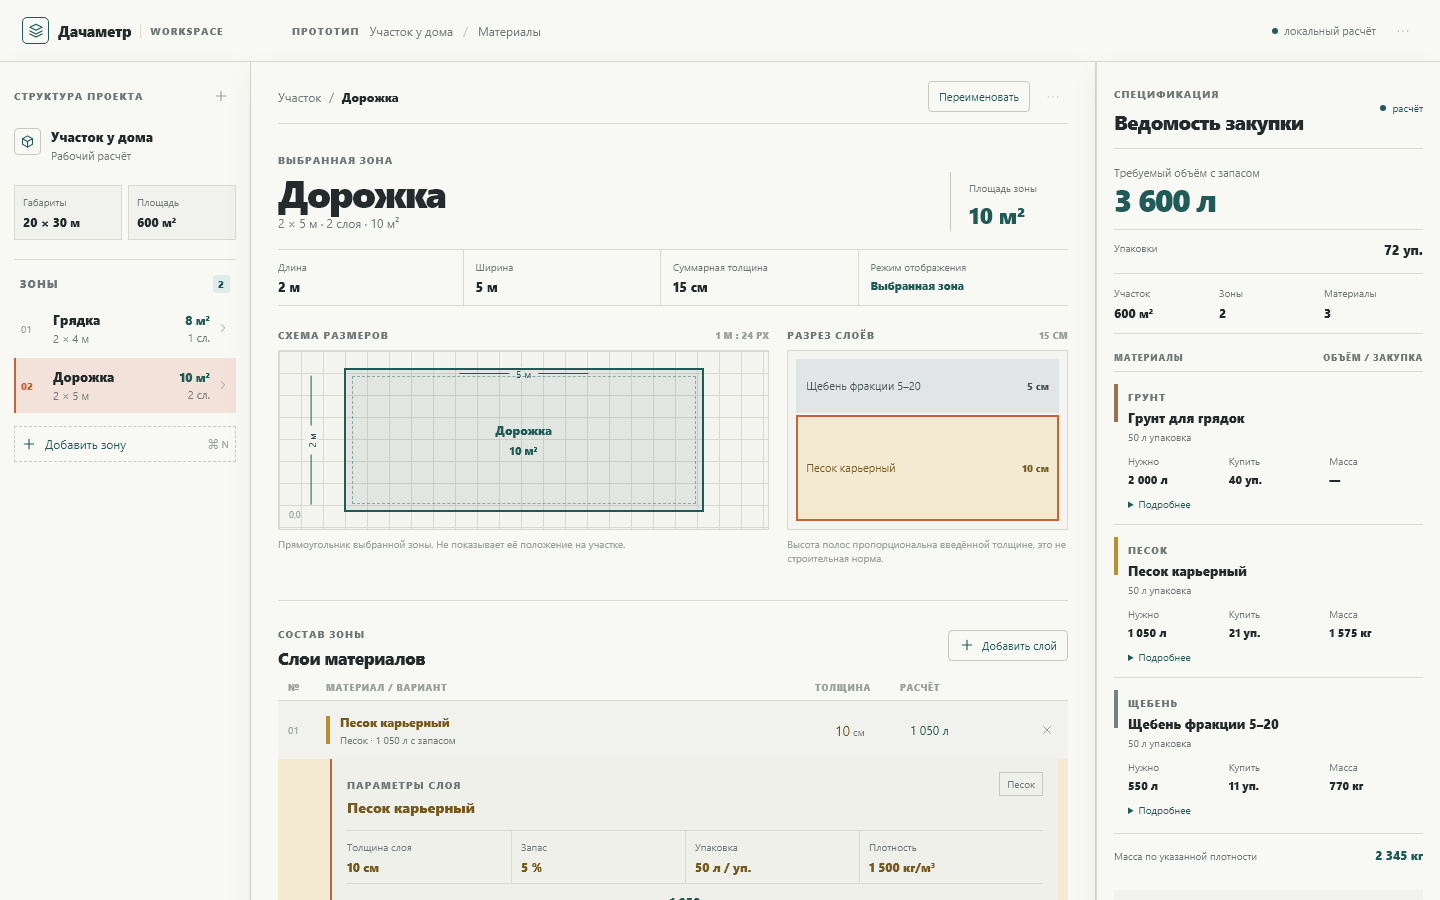 Дачаметр
WORKSPACE
ПРОТОТИП Участок у дома / Материалы
локальный расчёт
СТРУКТУРА ПРОЕКТА
Участок у дома
Рабочий расчёт
Габариты
20 × 30 м
Площадь
600 м²
ЗОНЫ
2
01
Грядка
2 × 4 м
8 м²
1 сл.
02
Дорожка
2 × 5 м
10 м²
2 сл.
+ Добавить зону
⌘ N
Участок / Дорожка
Переименовать
ВЫБРАННАЯ ЗОНА
Дорожка
2 × 5 м · 2 слоя · 10 м²
Площадь зоны
10 м²
Длина
2 м
Ширина
5 м
Суммарная толщина
15 см
Режим отображения
Выбранная зона
СХЕМА РАЗМЕРОВ
1 М : 24 PX
5 м
2 м
Дорожка
10 м²
0,0
Прямоугольник выбранной зоны. Не показывает её положение на участке.
РАЗРЕЗ СЛОЁВ
15 СМ
Щебень фракции 5–20
5 см
Песок карьерный
10 см
Высота полос пропорциональна введённой толщине, это не
строительная норма.
СОСТАВ ЗОНЫ
Слои материалов
+ Добавить слой
№
МАТЕРИАЛ / ВАРИАНТ
ТОЛЩИНА
РАСЧЁТ
01
Песок карьерный
Песок · 1 050 л с запасом
10 см
1 050 л
ПАРАМЕТРЫ СЛОЯ
Песок карьерный
Песок
Толщина слоя
10 см
Запас
5 %
Упаковка
50 л / уп.
Плотность
1 500 кг/м³
СПЕЦИФИКАЦИЯ
Ведомость закупки
расчёт
Требуемый объём с запасом
3 600 л
Упаковки
72 уп.
Участок
600 м²
Зоны
2
Материалы
3
МАТЕРИАЛЫ
ОБЪЁМ / ЗАКУПКА
ГРУНТ
Грунт для грядок
50 л упаковка
Нужно
2 000 л
Купить
40 уп.
Масса
—
▶ Подробнее
ПЕСОК
Песок карьерный
50 л упаковка
Нужно
1 050 л
Купить
21 уп.
Масса
1 575 кг
▶ Подробнее
ЩЕБЕНЬ
Щебень фракции 5–20
50 л упаковка
Нужно
550 л
Купить
11 уп.
Масса
770 кг
▶ Подробнее
Масса по указанной плотности
2 345 кг